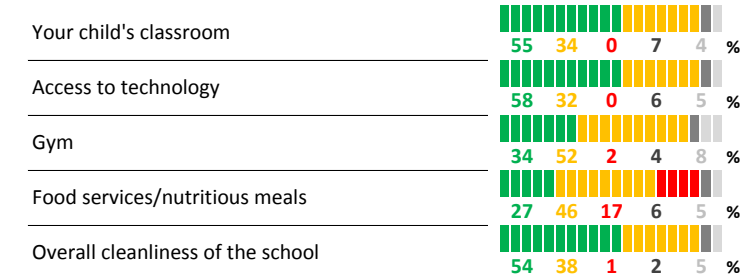 Your child's classroom
55 34 0 7 4 %
Access to technology
58 32 0 6 5 %
Gym
34 52 2 4 8 %
Food services/nutritious meals
27 46 17 6 5 %
Overall cleanliness of the school
54 38 1 2 5 %